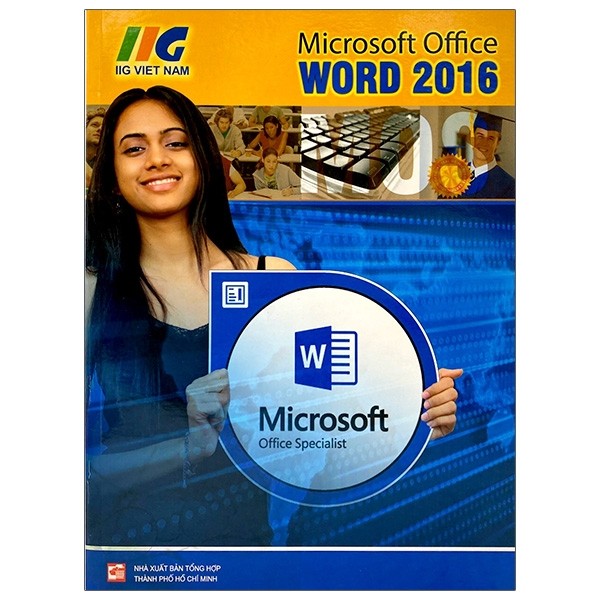 IIG
IIG VIET NAM
Microsoft Office
WORD 2016
MOS
W
Microsoft
Office Specialist
NHÀ XUẤT BẢN TỔNG HỢP
THÀNH PHỐ HỒ CHÍ MINH